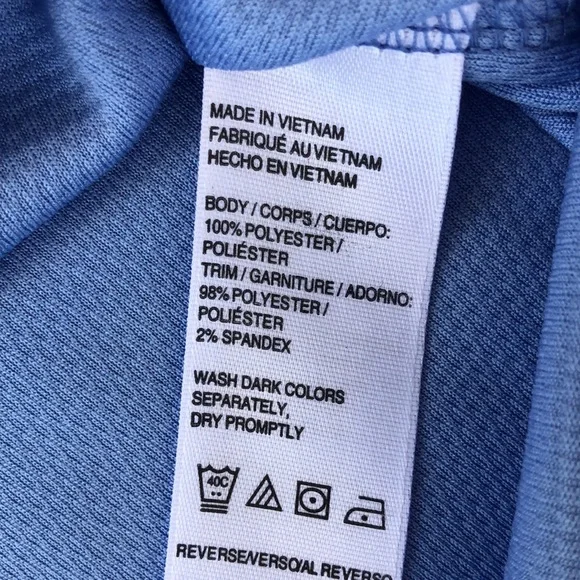 MADE IN VIETNAM
FABRIQUÉ AU VIETNAM
HECHO EN VIETNAM
BODY / CORPS / CUERPO:
100% POLYESTER /
POLIÉSTER
TRIM / GARNITURE / ADORNO:
98% POLYESTER /
POLIÉSTER
2% SPANDEX
WASH DARK COLORS
SEPARATELY,
DRY PROMPTLY
40C
REVERSE/VERSO/AL REVERSO